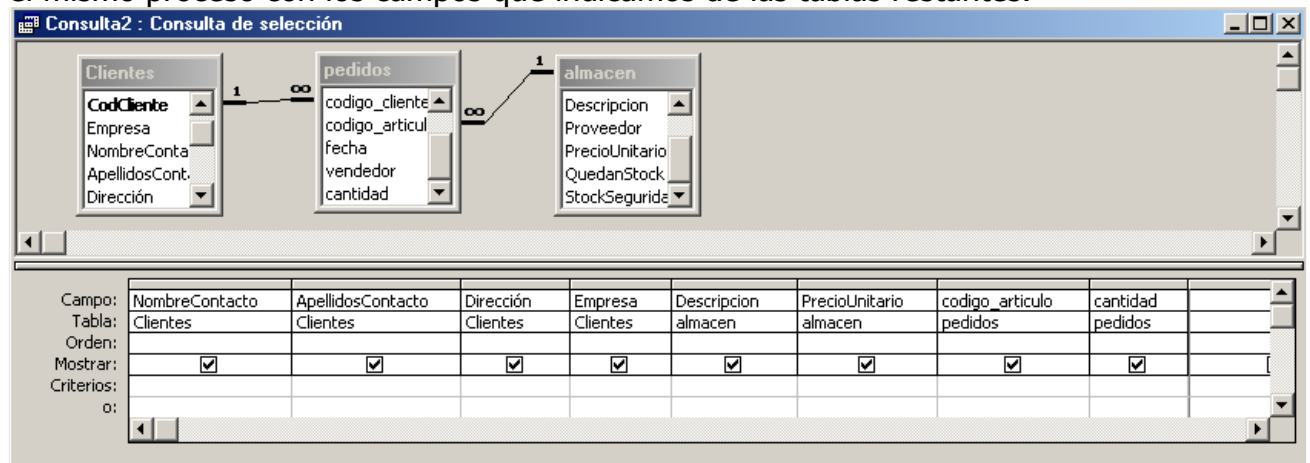 el mismo proceso con los campos que indicamos de las tablas restantes.
Consulta2 : Consulta de selección
Clientes
CodCliente
Empresa
NombreConta
ApellidosCont
Dirección
1
∞
pedidos
codigo_cliente
codigo_articul
fecha
vendedor
cantidad
∞
1
almacen
Descripcion
Proveedor
PrecioUnitario
QuedanStock
StockSegurida
Campo: NombreContacto ApellidosContacto Dirección Empresa Descripcion PrecioUnitario codigo_articulo cantidad
Tabla: Clientes Clientes Clientes Clientes almacen almacen pedidos pedidos
Orden:
Mostrar:
Criterios:
o: